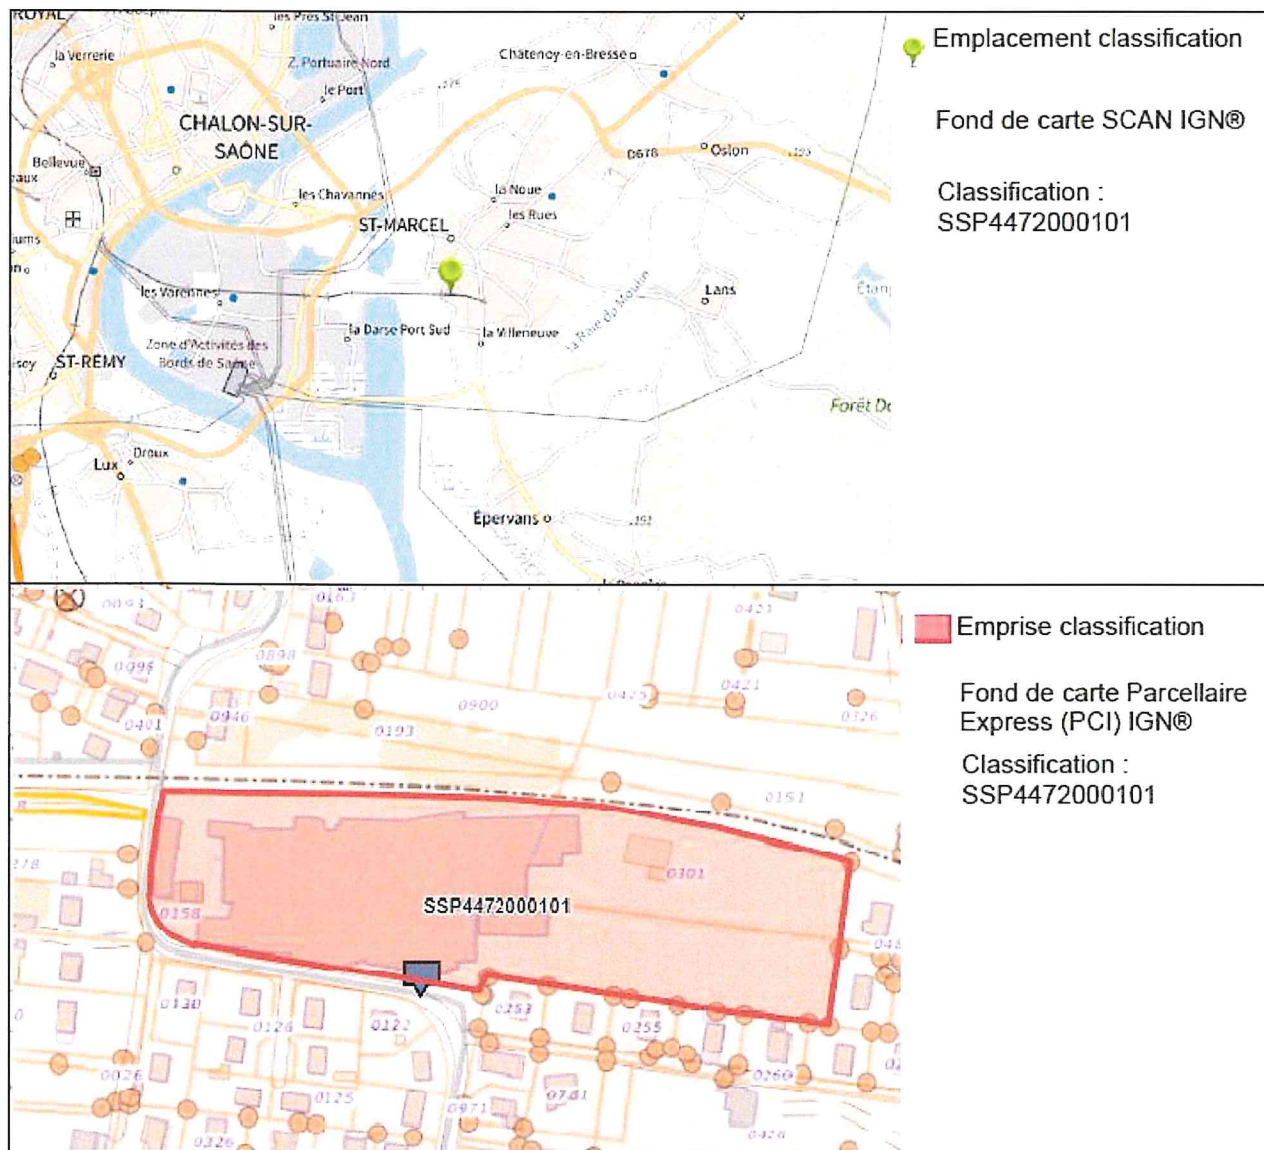 ROYAL
les Prés St-Jean
la Verrerie
Z. Portuaire Nord
le Port
Châtenoy-en-Bresse
CHALON-SUR-
SAÔNE
D678
Oslon
Bellevue
les Chavannes
la Noue
ST-MARCEL
les Rues
les Varennes
la Raie du Moulin
Lans
Étang
la Darse Port Sud
la Villeneuve
Zone d'Activités des
Bords de Saône
ST-RÉMY
Forêt Do
Droux
Lux
Épervans
Emplacement classification
Fond de carte SCAN IGN®
Classification :
SSP4472000101
0163
0421
0898
0425
0421
0946
0900
0326
0401
0193
0151
0301
SSP4472000101
0158
0130
0126
0122
0253
0255
0026
0125
0260
0971
0326
Emprise classification
Fond de carte Parcellaire
Express (PCI) IGN®
Classification :
SSP4472000101